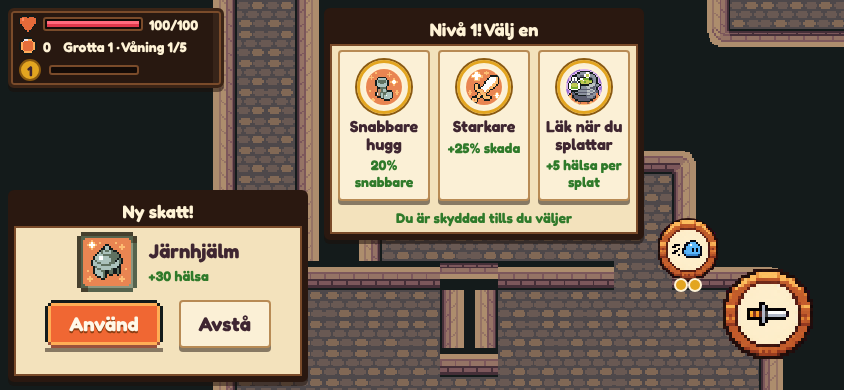 100/100
0 Grotta 1 · Våning 1/5
1
Nivå 1! Välj en
Snabbare
hugg
20%
snabbare
Starkare
+25% skada
Läk när du
splattar
+5 hälsa per
splat
Du är skyddad tills du väljer
Ny skatt!
Järnhjälm
+30 hälsa
Använd
Avstå